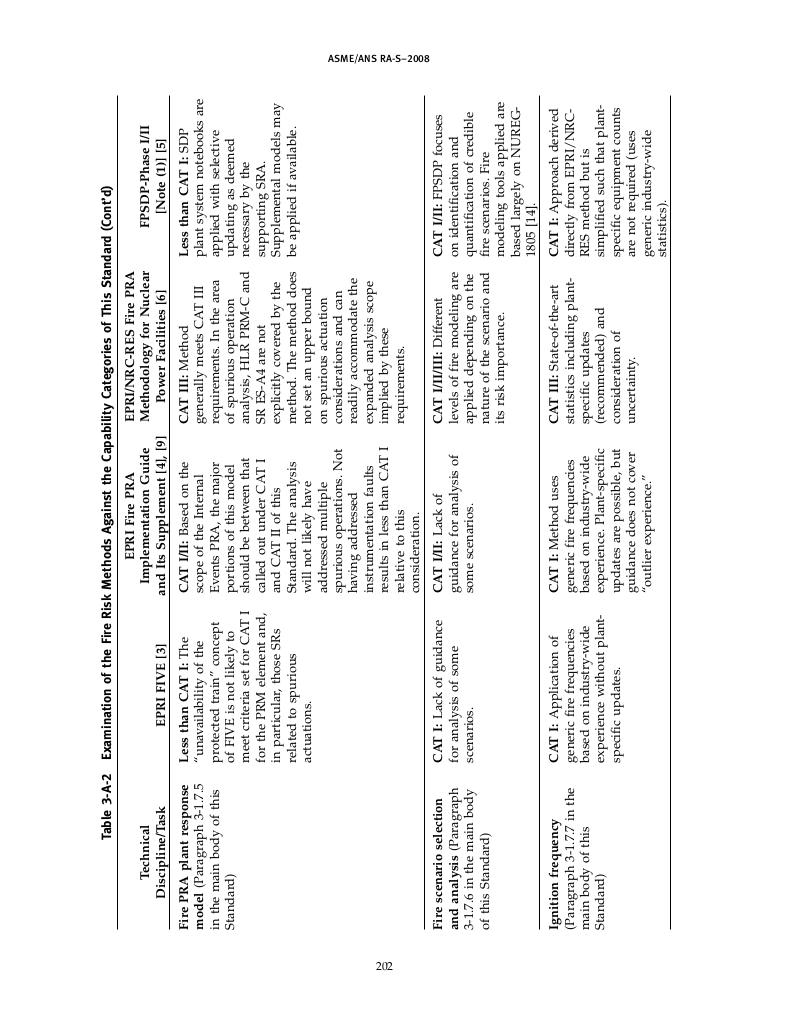 ASME/ANS RA-S–2008
Table 3-A-2 Examination of the Fire Risk Methods Against the Capability Categories of This Standard (Cont'd)
Technical
Discipline/Task
EPRI FIVE [3]
EPRI Fire PRA
Implementation Guide
and Its Supplement [4], [9]
EPRI/NRC-RES Fire PRA
Methodology for Nuclear
Power Facilities [6]
FPSDP-Phase I/II
[Note (1)] [5]
Fire PRA plant response
model (Paragraph 3-1.7.5
in the main body of this
Standard)
Less than CAT I: The
“unavailability of the
protected train” concept
of FIVE is not likely to
meet criteria set for CAT I
for the PRM element and,
in particular, those SRs
related to spurious
actuations.
CAT I/II: Based on the
scope of the Internal
Events PRA, the major
portions of this model
should be between that
called out under CAT I
and CAT II of this
Standard. The analysis
will not likely have
addressed multiple
spurious operations. Not
having addressed
instrumentation faults
results in less than CAT I
relative to this
consideration.
CAT III: Method
generally meets CAT III
requirements. In the area
of spurious operation
analysis, HLR PRM-C and
SR ES-A4 are not
explicitly covered by the
method. The method does
not set an upper bound
on spurious actuation
considerations and can
readily accommodate the
expanded analysis scope
implied by these
requirements.
Less than CAT I: SDP
plant system notebooks are
applied with selective
updating as deemed
necessary by the
supporting SRA.
Supplemental models may
be applied if available.
Fire scenario selection
and analysis (Paragraph
3-1.7.6 in the main body
of this Standard)
CAT I: Lack of guidance
for analysis of some
scenarios.
CAT I/II: Lack of
guidance for analysis of
some scenarios.
CAT I/II/III: Different
levels of fire modeling are
applied depending on the
nature of the scenario and
its risk importance.
CAT I/II: FPSDP focuses
on identification and
quantification of credible
fire scenarios. Fire
modeling tools applied are
based largely on NUREG-
1805 [14].
Ignition frequency
(Paragraph 3-1.7.7 in the
main body of this
Standard)
CAT I: Application of
generic fire frequencies
based on industry-wide
experience without plant-
specific updates.
CAT I: Method uses
generic fire frequencies
based on industry-wide
experience. Plant-specific
updates are possible, but
guidance does not cover
“outlier experience.”
CAT III: State-of-the-art
statistics including plant-
specific updates
(recommended) and
consideration of
uncertainty.
CAT I: Approach derived
directly from EPRI/NRC-
RES method but is
simplified such that plant-
specific equipment counts
are not required (uses
generic industry-wide
statistics).
202